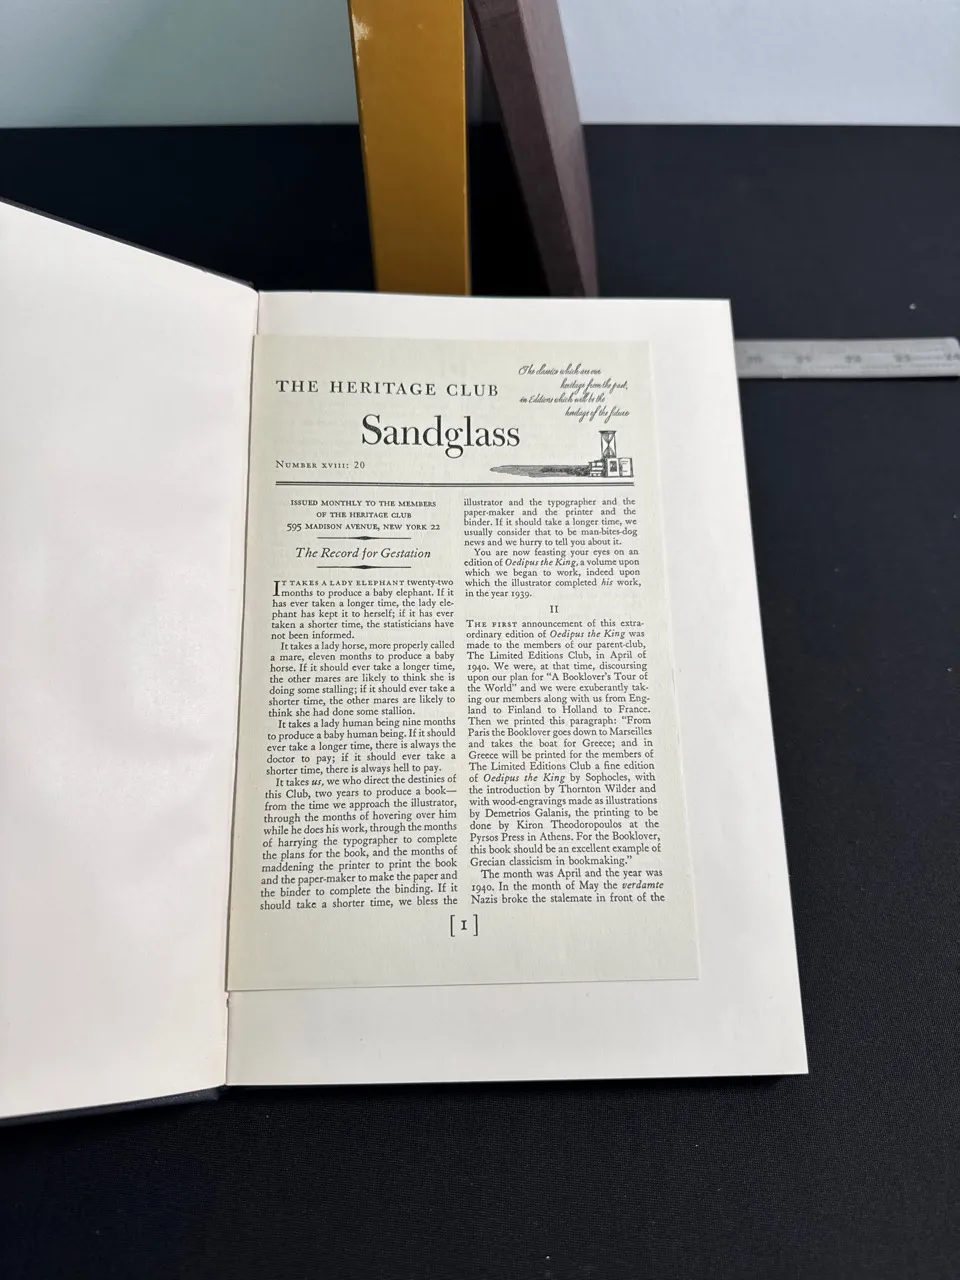 THE HERITAGE CLUB
The classics which are our
heritage from the past,
in Editions which will be the
heritage of the future
Sandglass
NUMBER XVIII: 20
ISSUED MONTHLY TO THE MEMBERS
OF THE HERITAGE CLUB
595 MADISON AVENUE, NEW YORK 22
The Record for Gestation
IT TAKES A LADY ELEPHANT twenty-two
months to produce a baby elephant. If it
has ever taken a longer time, the lady ele-
phant has kept it to herself; if it has ever
taken a shorter time, the statisticians have
not been informed.
It takes a lady horse, more properly called
a mare, eleven months to produce a baby
horse. If it should ever take a longer time,
the other mares are likely to think she is
doing some stalling; if it should ever take a
shorter time, the other mares are likely to
think she had done some stallion.
It takes a lady human being nine months
to produce a baby human being. If it should
ever take a longer time, there is always the
doctor to pay; if it should ever take a
shorter time, there is always hell to pay.
It takes us, we who direct the destinies of
this Club, two years to produce a book—
from the time we approach the illustrator,
through the months of hovering over him
while he does his work, through the months
of harrying the typographer to complete
the plans for the book, and the months of
maddening the printer to print the book
and the paper-maker to make the paper and
the binder to complete the binding. If it
should take a shorter time, we bless the
illustrator and the typographer and the
paper-maker and the printer and the
binder. If it should take a longer time, we
usually consider that to be man-bites-dog
news and we hurry to tell you about it.
You are now feasting your eyes on an
edition of Oedipus the King, a volume upon
which we began to work, indeed upon
which the illustrator completed his work,
in the year 1939.
II
THE FIRST announcement of this extra-
ordinary edition of Oedipus the King was
made to the members of our parent-club,
The Limited Editions Club, in April of
1940. We were, at that time, discoursing
upon our plan for "A Booklover's Tour of
the World" and we were exuberantly tak-
ing our members along with us from Eng-
land to Finland to Holland to France.
Then we printed this paragraph: "From
Paris the Booklover goes down to Marseilles
and takes the boat for Greece; and in
Greece will be printed for the members of
The Limited Editions Club a fine edition
of Oedipus the King by Sophocles, with
the introduction by Thornton Wilder and
with wood-engravings made as illustrations
by Demetrios Galanis, the printing to be
done by Kiron Theodoropoulos at the
Pyrsos Press in Athens. For the Booklover,
this book should be an excellent example of
Grecian classicism in bookmaking."
The month was April and the year was
1940. In the month of May the verdamte
Nazis broke the stalemate in front of the
[1]
20 21 22 23 24